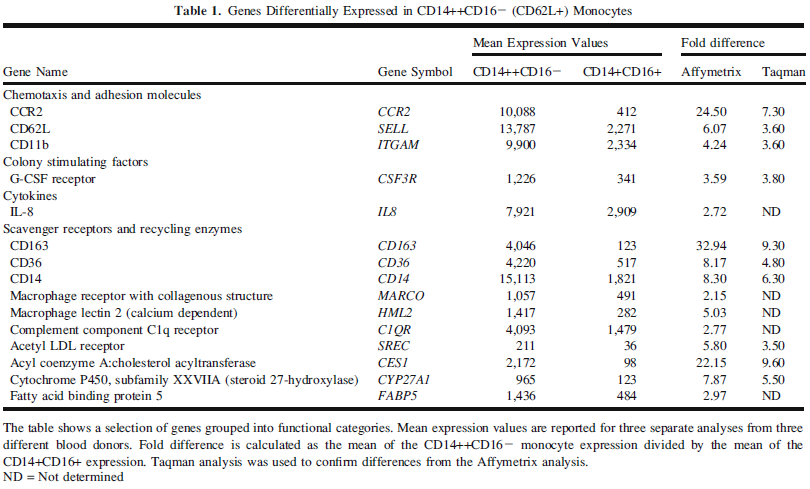 Table 1. Genes Differentially Expressed in CD14++CD16− (CD62L+) Monocytes
Mean Expression Values Fold difference
Gene Name Gene Symbol CD14++CD16− CD14+CD16+ Affymetrix Taqman
Chemotaxis and adhesion molecules
CCR2 CCR2 10,088 412 24.50 7.30
CD62L SELL 13,787 2,271 6.07 3.60
CD11b ITGAM 9,900 2,334 4.24 3.60
Colony stimulating factors
G-CSF receptor CSF3R 1,226 341 3.59 3.80
Cytokines
IL-8 IL8 7,921 2,909 2.72 ND
Scavenger receptors and recycling enzymes
CD163 CD163 4,046 123 32.94 9.30
CD36 CD36 4,220 517 8.17 4.80
CD14 CD14 15,113 1,821 8.30 6.30
Macrophage receptor with collagenous structure MARCO 1,057 491 2.15 ND
Macrophage lectin 2 (calcium dependent) HML2 1,417 282 5.03 ND
Complement component C1q receptor C1QR 4,093 1,479 2.77 ND
Acetyl LDL receptor SREC 211 36 5.80 3.50
Acyl coenzyme A:cholesterol acyltransferase CES1 2,172 98 22.15 9.60
Cytochrome P450, subfamily XXVIIA (steroid 27-hydroxylase) CYP27A1 965 123 7.87 5.50
Fatty acid binding protein 5 FABP5 1,436 484 2.97 ND
The table shows a selection of genes grouped into functional categories. Mean expression values are reported for three separate analyses from three
different blood donors. Fold difference is calculated as the mean of the CD14++CD16− monocyte expression divided by the mean of the
CD14+CD16+ expression. Taqman analysis was used to confirm differences from the Affymetrix analysis.
ND = Not determined